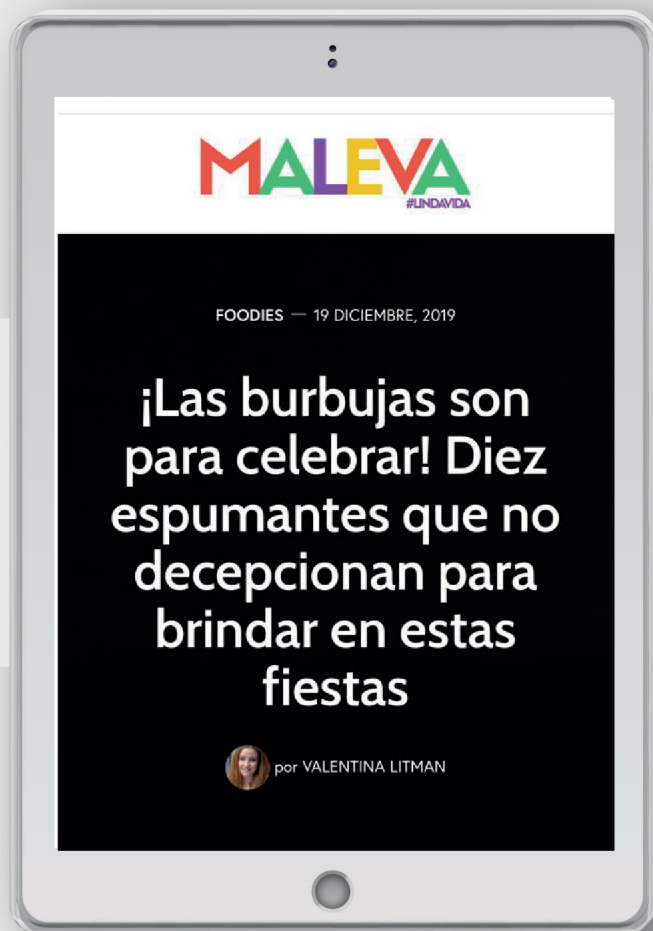 MALEVA
#LINDAVIDA
FOODIES — 19 DICIEMBRE, 2019
¡Las burbujas son
para celebrar! Diez
espumantes que no
decepcionan para
brindar en estas
fiestas
por VALENTINA LITMAN